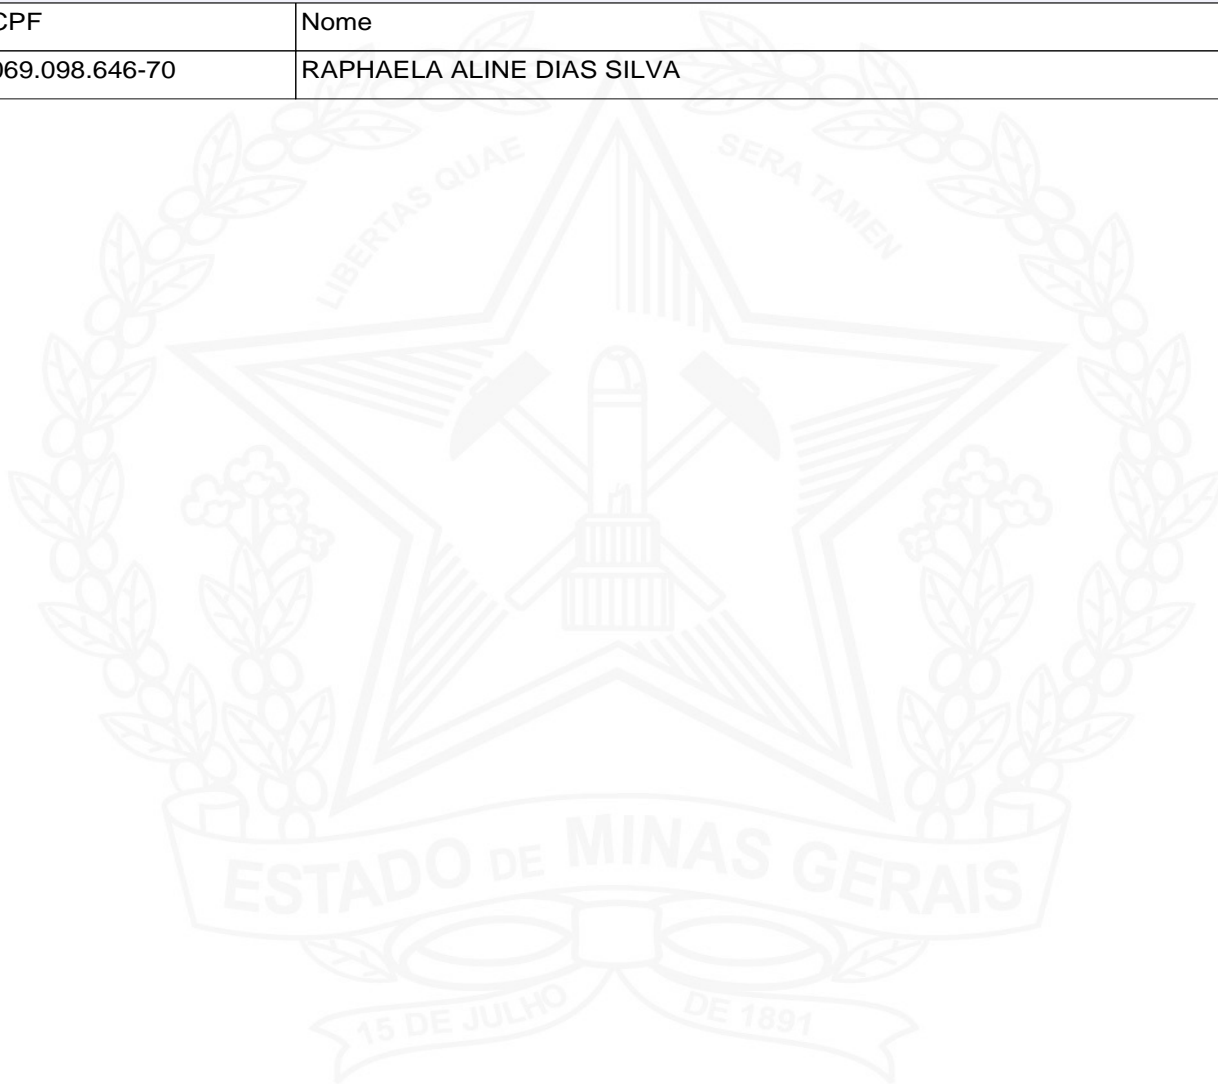 CPF Nome
069.098.646-70 RAPHAELA ALINE DIAS SILVA
LIBERTAS QUAE SERA TAMEN
ESTADO DE MINAS GERAIS
15 DE JULHO DE 1891